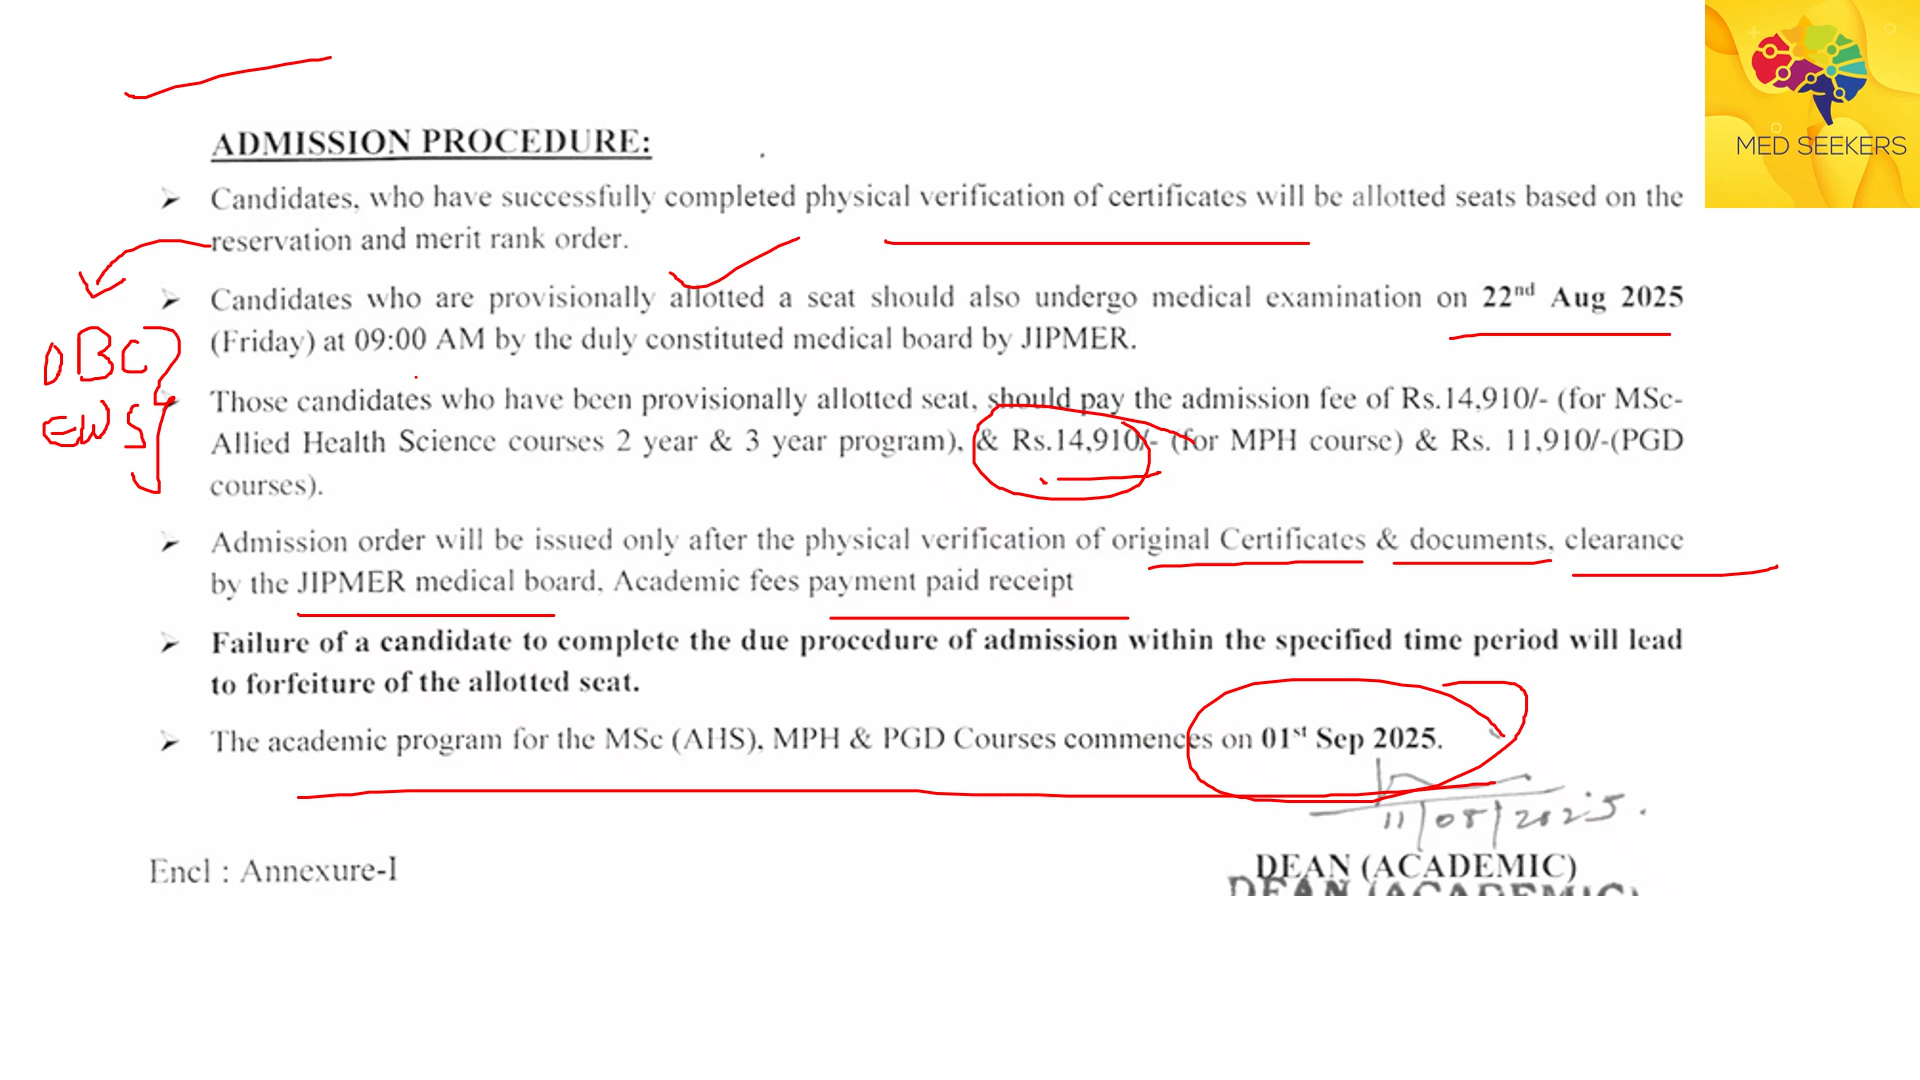 MED SEEKERS
ADMISSION PROCEDURE:
➤ Candidates, who have successfully completed physical verification of certificates will be allotted seats based on the
reservation and merit rank order.
➤ Candidates who are provisionally allotted a seat should also undergo medical examination on 22nd Aug 2025
(Friday) at 09:00 AM by the duly constituted medical board by JIPMER.
OBC
EWS
➤ Those candidates who have been provisionally allotted seat, should pay the admission fee of Rs.14,910/- (for MSc-
Allied Health Science courses 2 year & 3 year program), & Rs.14,910/- (for MPH course) & Rs. 11,910/-(PGD
courses).
➤ Admission order will be issued only after the physical verification of original Certificates & documents, clearance
by the JIPMER medical board, Academic fees payment paid receipt
➤ Failure of a candidate to complete the due procedure of admission within the specified time period will lead
to forfeiture of the allotted seat.
➤ The academic program for the MSc (AHS), MPH & PGD Courses commences on 01st Sep 2025.
11/08/2025.
Encl : Annexure-I
DEAN (ACADEMIC)
DEAN (ACADEMIC)